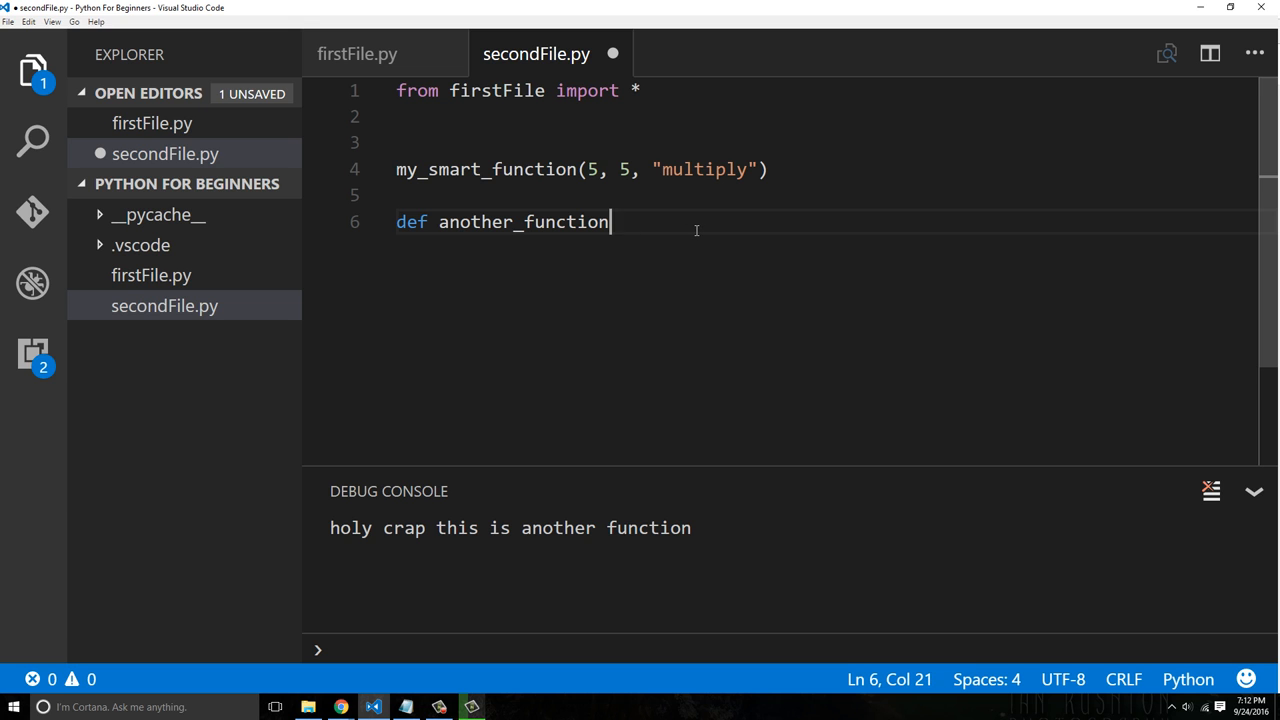 secondFile.py - Python For Beginners - Visual Studio Code
File Edit View Go Help
EXPLORER
OPEN EDITORS 1 UNSAVED
firstFile.py
secondFile.py
PYTHON FOR BEGINNERS
__pycache__
.vscode
firstFile.py
secondFile.py
1
2
firstFile.py secondFile.py
1 from firstFile import *
2
3
4 my_smart_function(5, 5, "multiply")
5
6 def another_function
DEBUG CONSOLE
holy crap this is another function
0 0 Ln 6, Col 21 Spaces: 4 UTF-8 CRLF Python
I'm Cortana. Ask me anything.
7:12 PM
9/24/2016